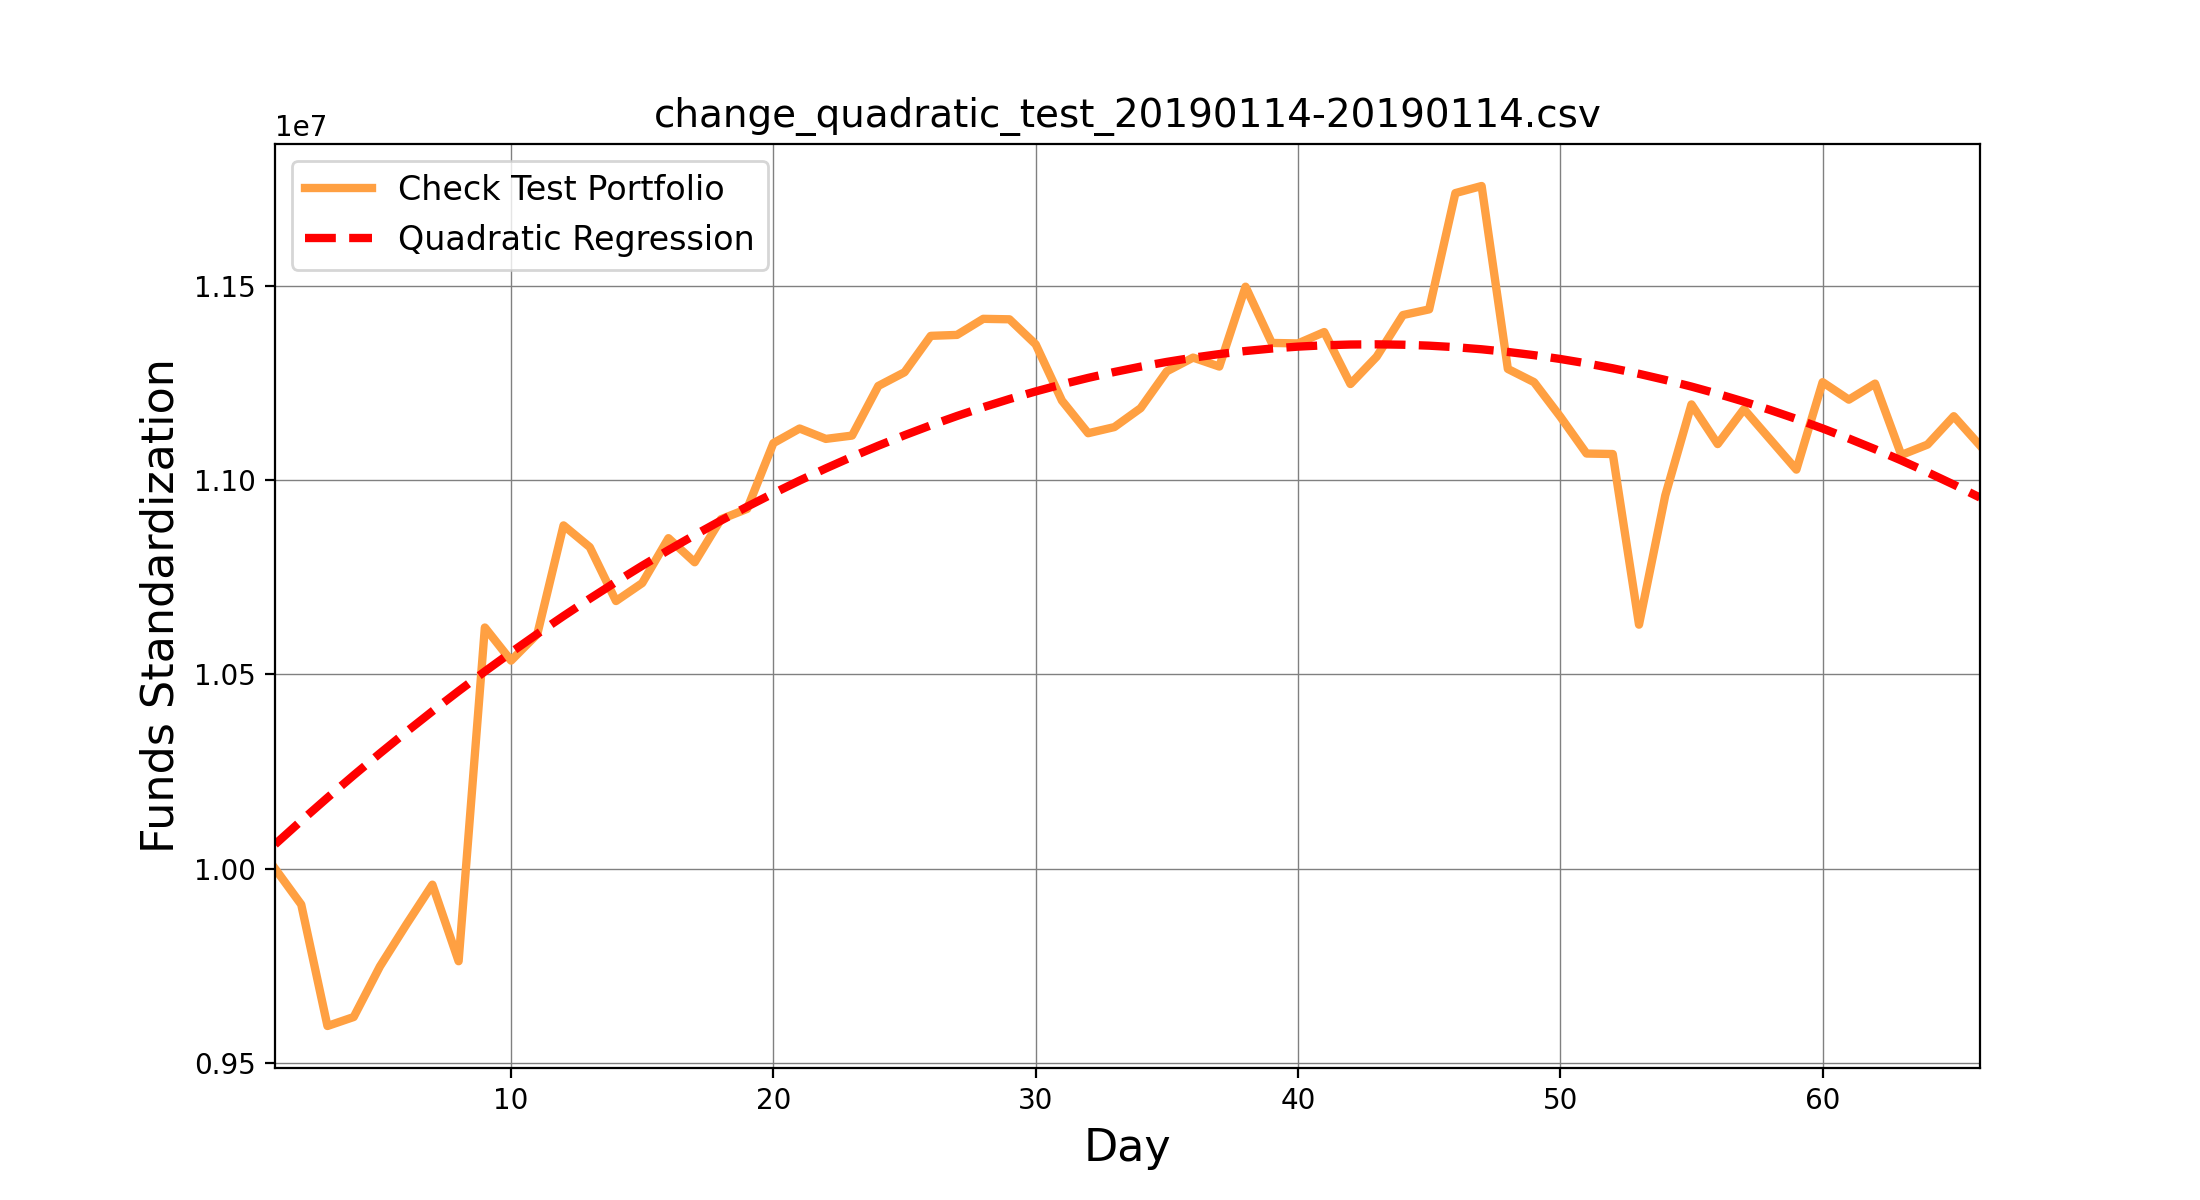 change_quadratic_test_20190114-20190114.csv
1e7
Check Test Portfolio
Quadratic Regression
Funds Standardization
1.15
1.10
1.05
1.00
0.95
10 20 30 40 50 60
Day